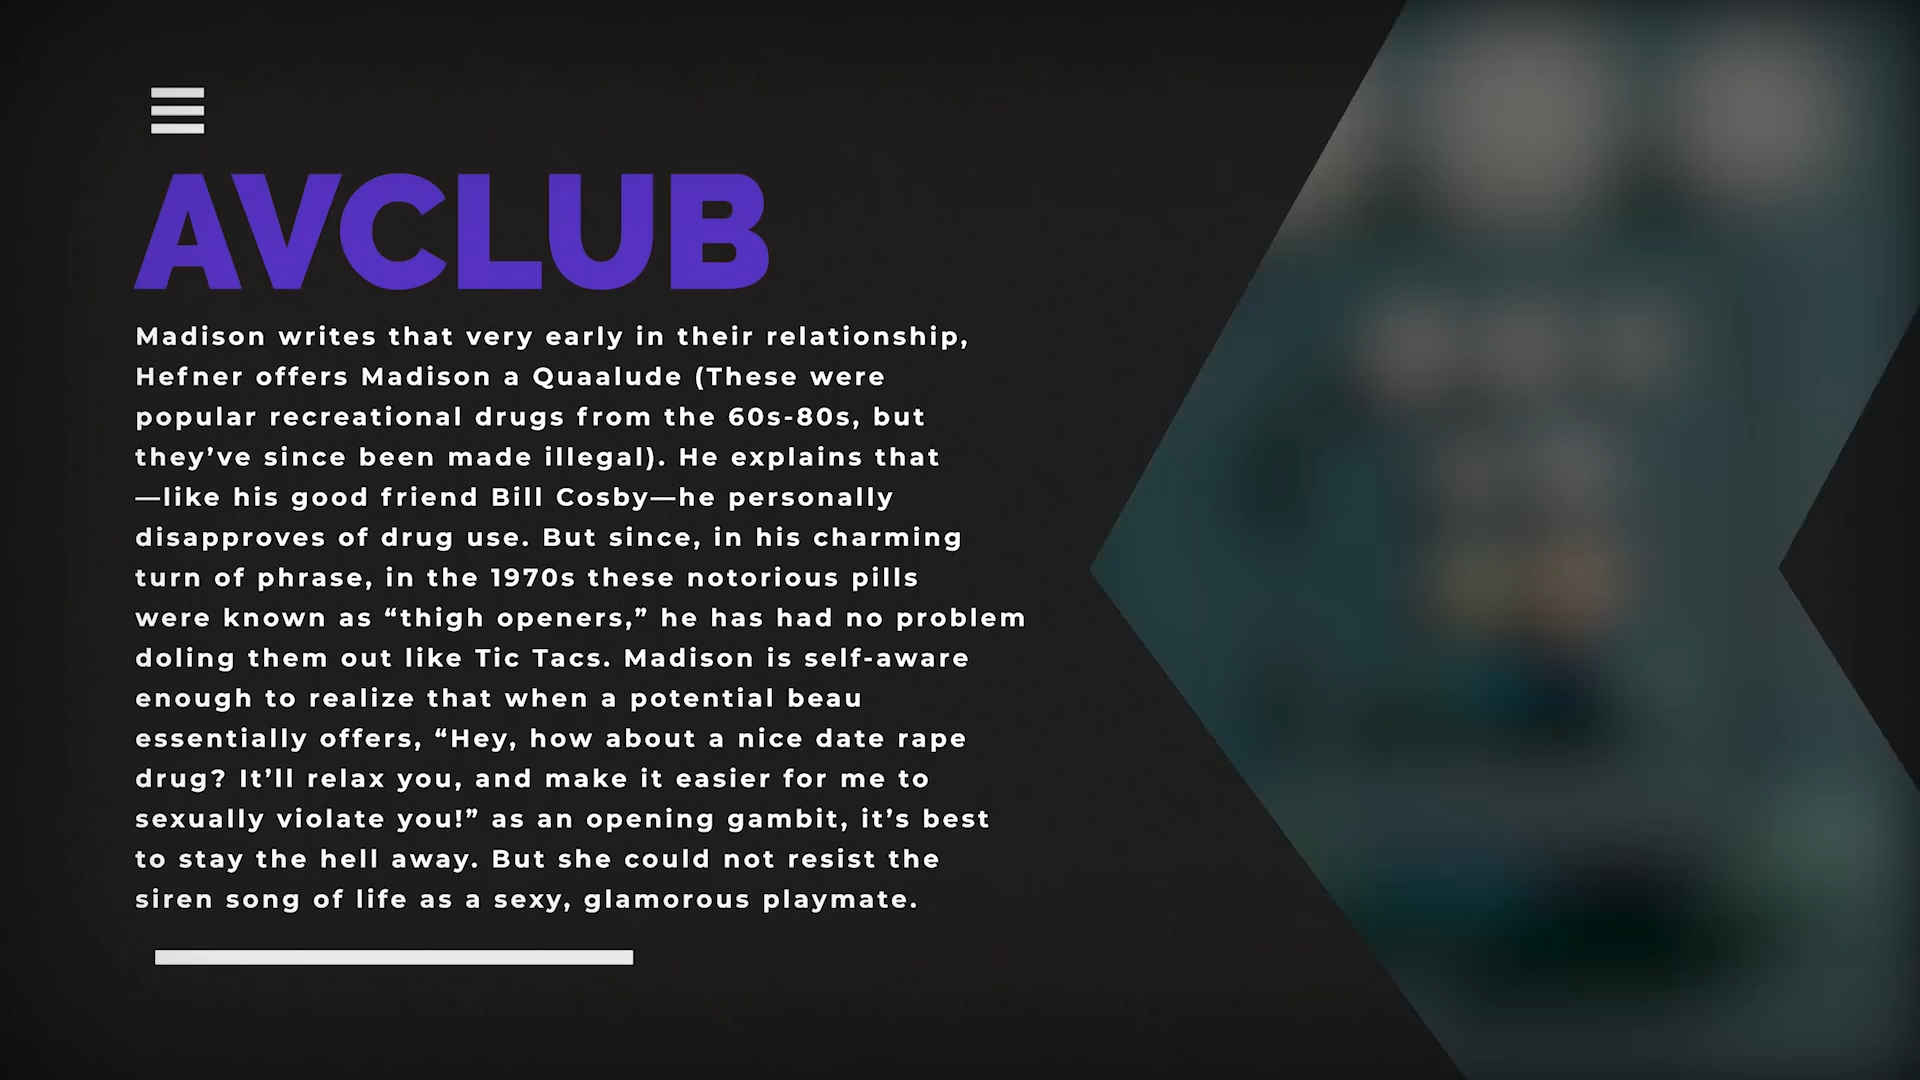 AVCLUB
Madison writes that very early in their relationship,
Hefner offers Madison a Quaalude (These were
popular recreational drugs from the 60s-80s, but
they’ve since been made illegal). He explains that
—like his good friend Bill Cosby—he personally
disapproves of drug use. But since, in his charming
turn of phrase, in the 1970s these notorious pills
were known as “thigh openers,” he has had no problem
doling them out like Tic Tacs. Madison is self-aware
enough to realize that when a potential beau
essentially offers, “Hey, how about a nice date rape
drug? It’ll relax you, and make it easier for me to
sexually violate you!” as an opening gambit, it’s best
to stay the hell away. But she could not resist the
siren song of life as a sexy, glamorous playmate.